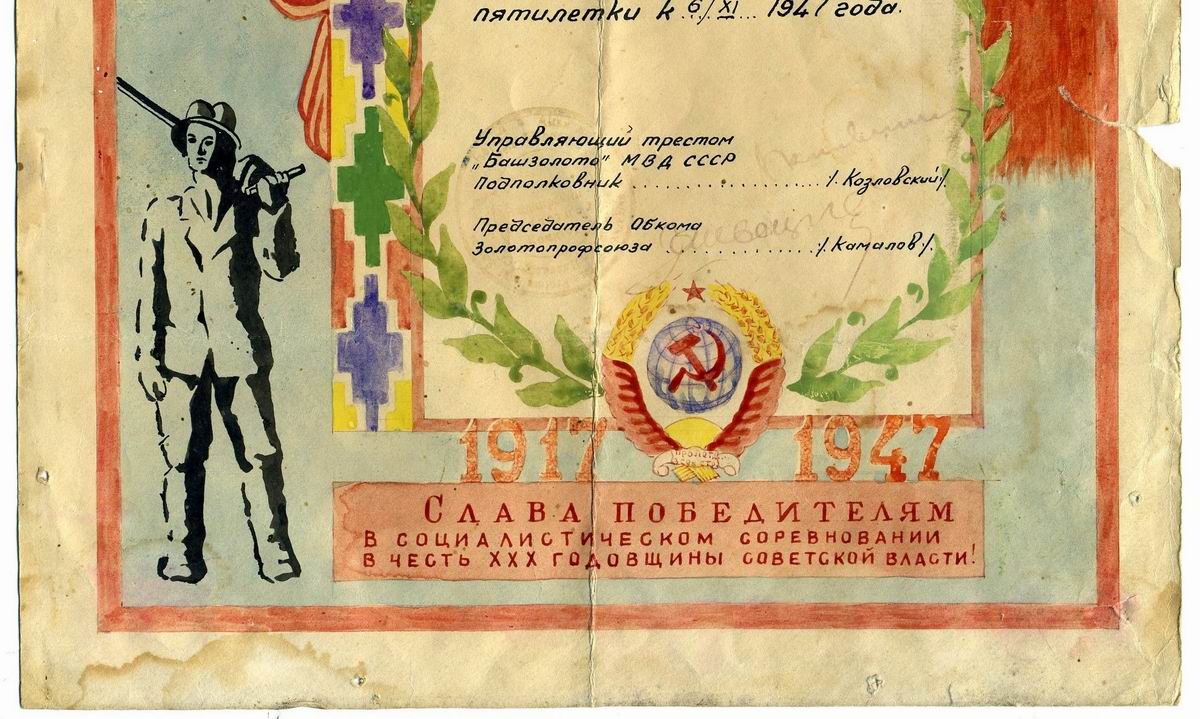 пятилетки к 6/XI 1947 года.
Управляющий трестом
„Башзолото" МВД СССР
Подполковник ........................ /.Козловский/.
Председатель Обкома
Золотопрофсоюза ..................... /.Камалов/.
1917 1947
СЛАВА ПОБЕДИТЕЛЯМ
В СОЦИАЛИСТИЧЕСКОМ СОРЕВНОВАНИИ
В ЧЕСТЬ XXX ГОДОВЩИНЫ СОВЕТСКОЙ ВЛАСТИ!